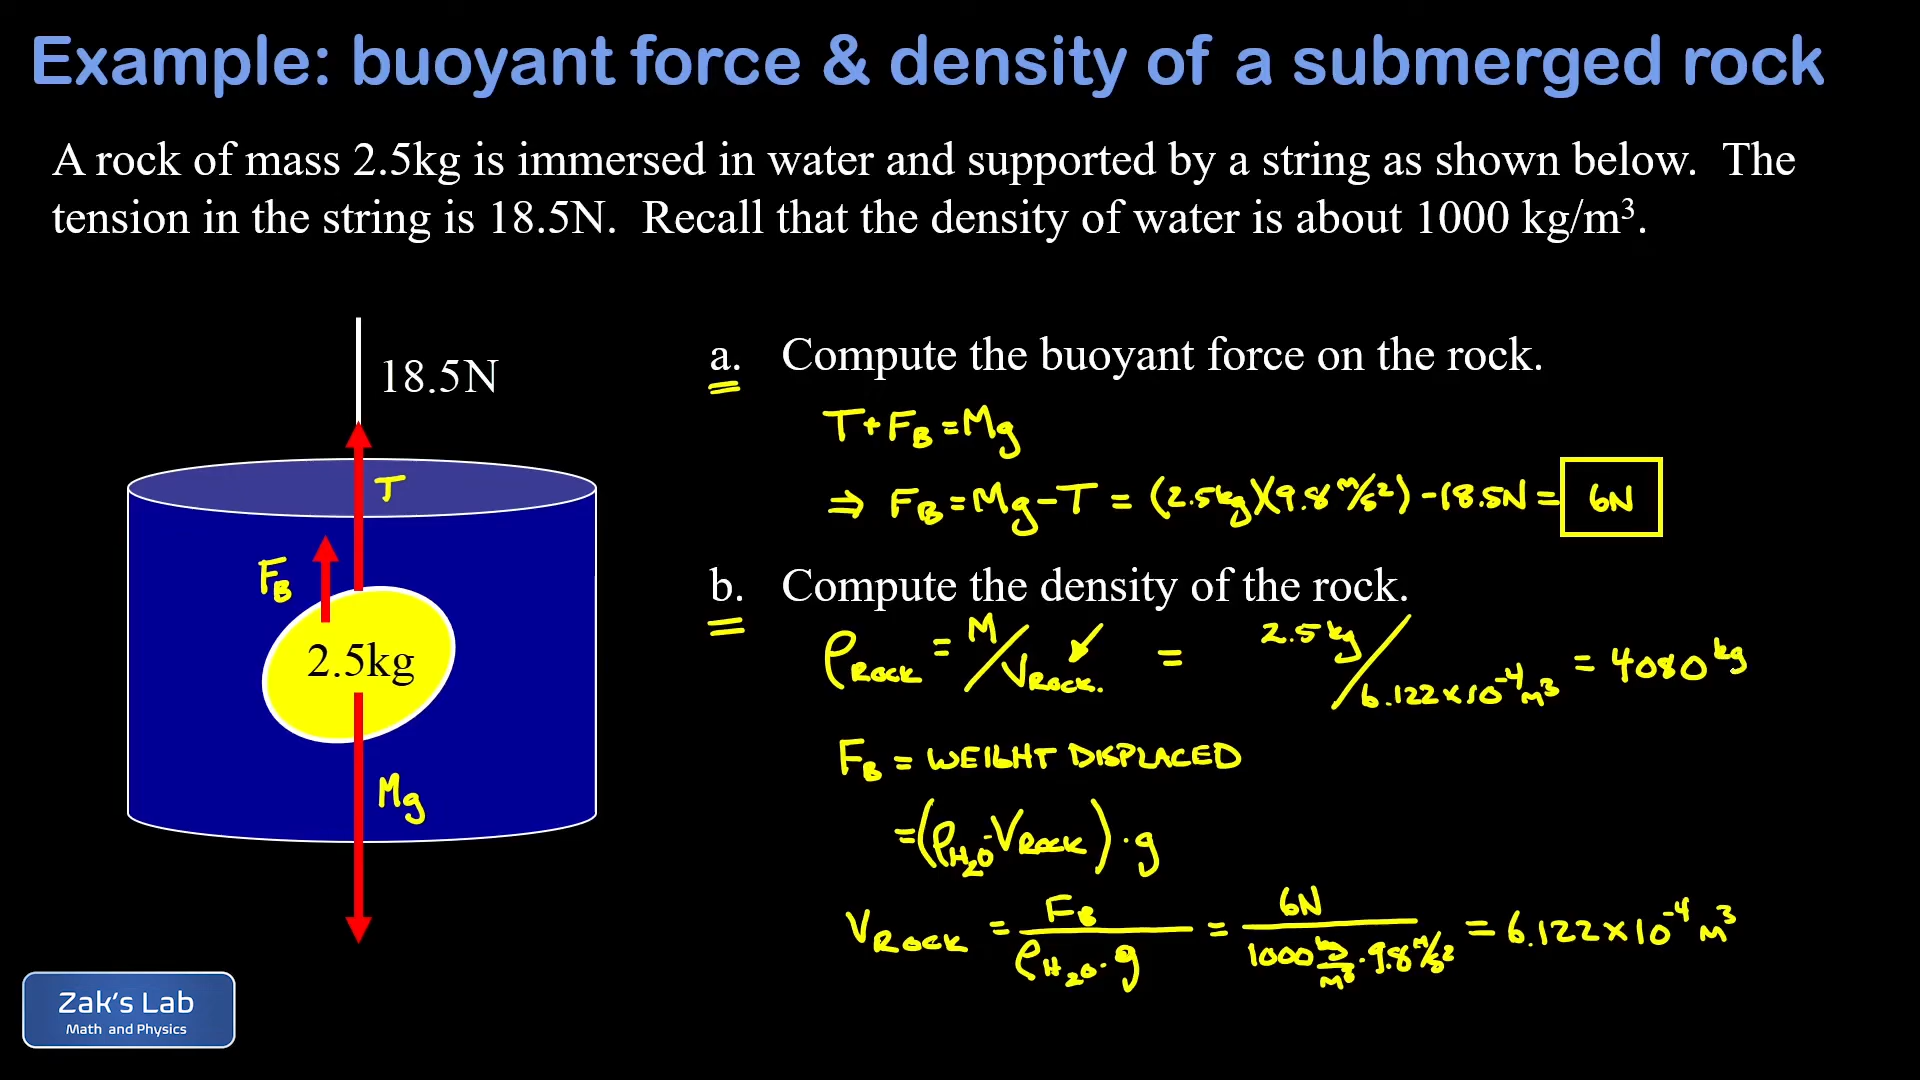 Example: buoyant force & density of a submerged rock
A rock of mass 2.5kg is immersed in water and supported by a string as shown below. The
tension in the string is 18.5N. Recall that the density of water is about 1000 kg/m³.
18.5N
T
F_B
2.5kg
Mg
a. Compute the buoyant force on the rock.
T + F_B = Mg
⇒ F_B = Mg - T = (2.5kg)(9.8 m/s²) - 18.5N = 6N
b. Compute the density of the rock.
ρ_ROCK = M/V_ROCK. = 2.5 kg/6.122x10⁻⁴ m³ = 4080 kg
F_B = WEIGHT DISPLACED
= (ρ_H₂O · V_ROCK) · g
V_ROCK = F_B/(ρ_H₂O · g) = 6N/(1000 kg/m³ · 9.8 m/s²) = 6.122 x 10⁻⁴ m³
Zak's Lab
Math and Physics